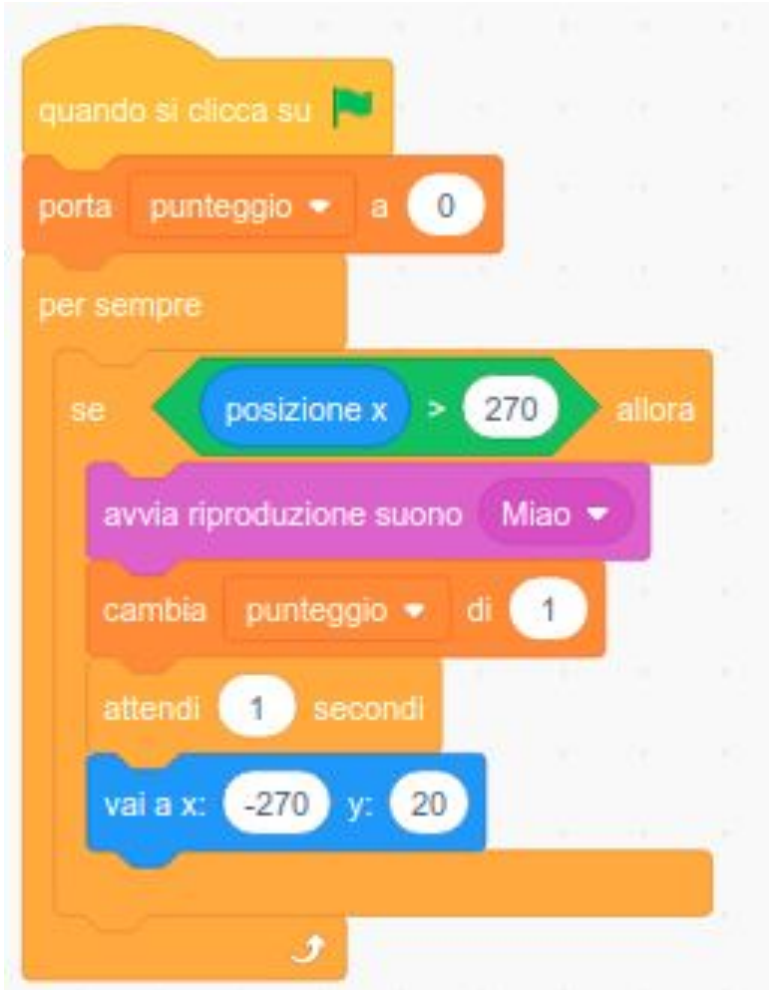 quando si clicca su
porta punteggio a 0
per sempre
se posizione x > 270 allora
avvia riproduzione suono Miao
cambia punteggio di 1
attendi 1 secondi
vai a x: -270 y: 20